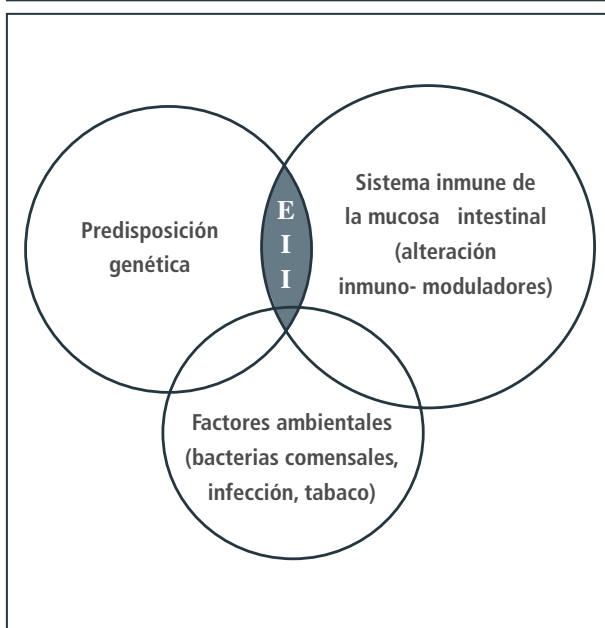 Predisposición
genética
E
I
I
Sistema inmune de
la mucosa intestinal
(alteración
inmuno- moduladores)
Factores ambientales
(bacterias comensales,
infección, tabaco)